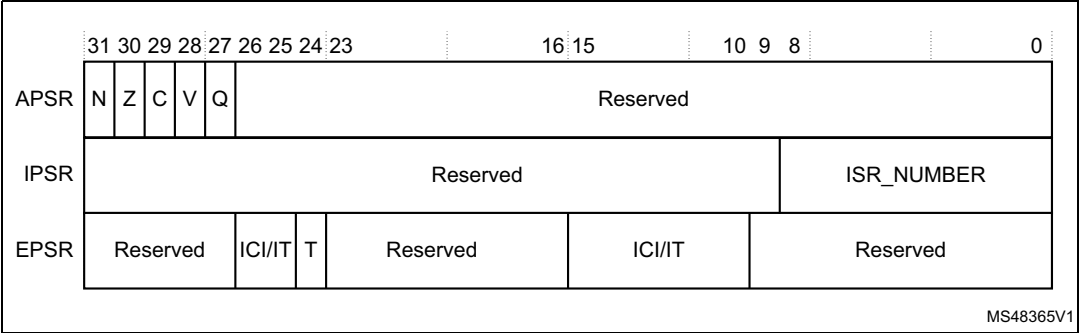 31 30 29 28 27 26 25 24 23 16 15 10 9 8 0
APSR N Z C V Q Reserved
IPSR Reserved ISR_NUMBER
EPSR Reserved ICI/IT T Reserved ICI/IT Reserved
MS48365V1